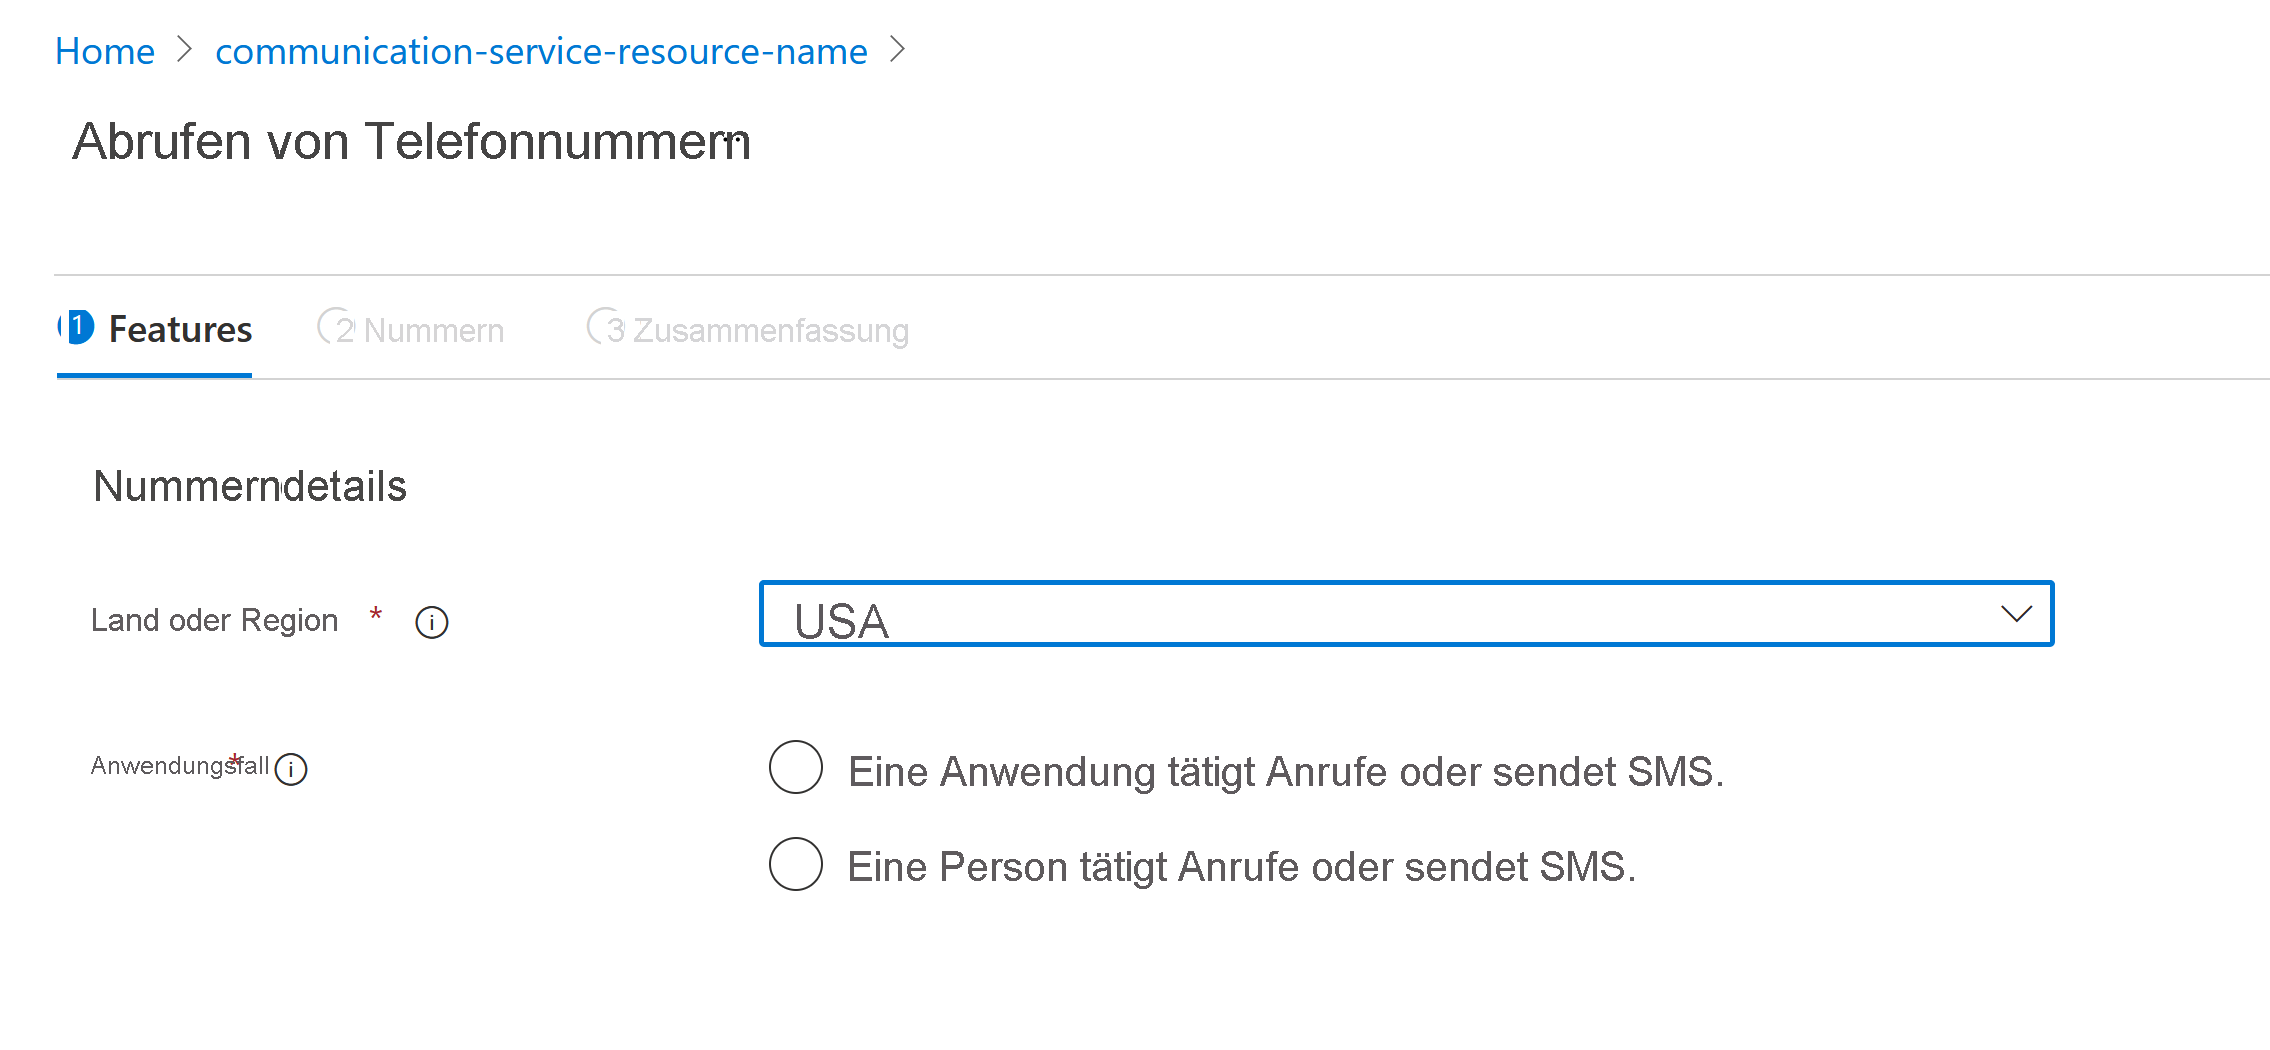 Home > communication-service-resource-name >
Abrufen von Telefonnummern
1 Features 2 Nummern 3 Zusammenfassung
Nummerndetails
Land oder Region * i USA
Anwendungsfall * i Eine Anwendung tätigt Anrufe oder sendet SMS.
Eine Person tätigt Anrufe oder sendet SMS.